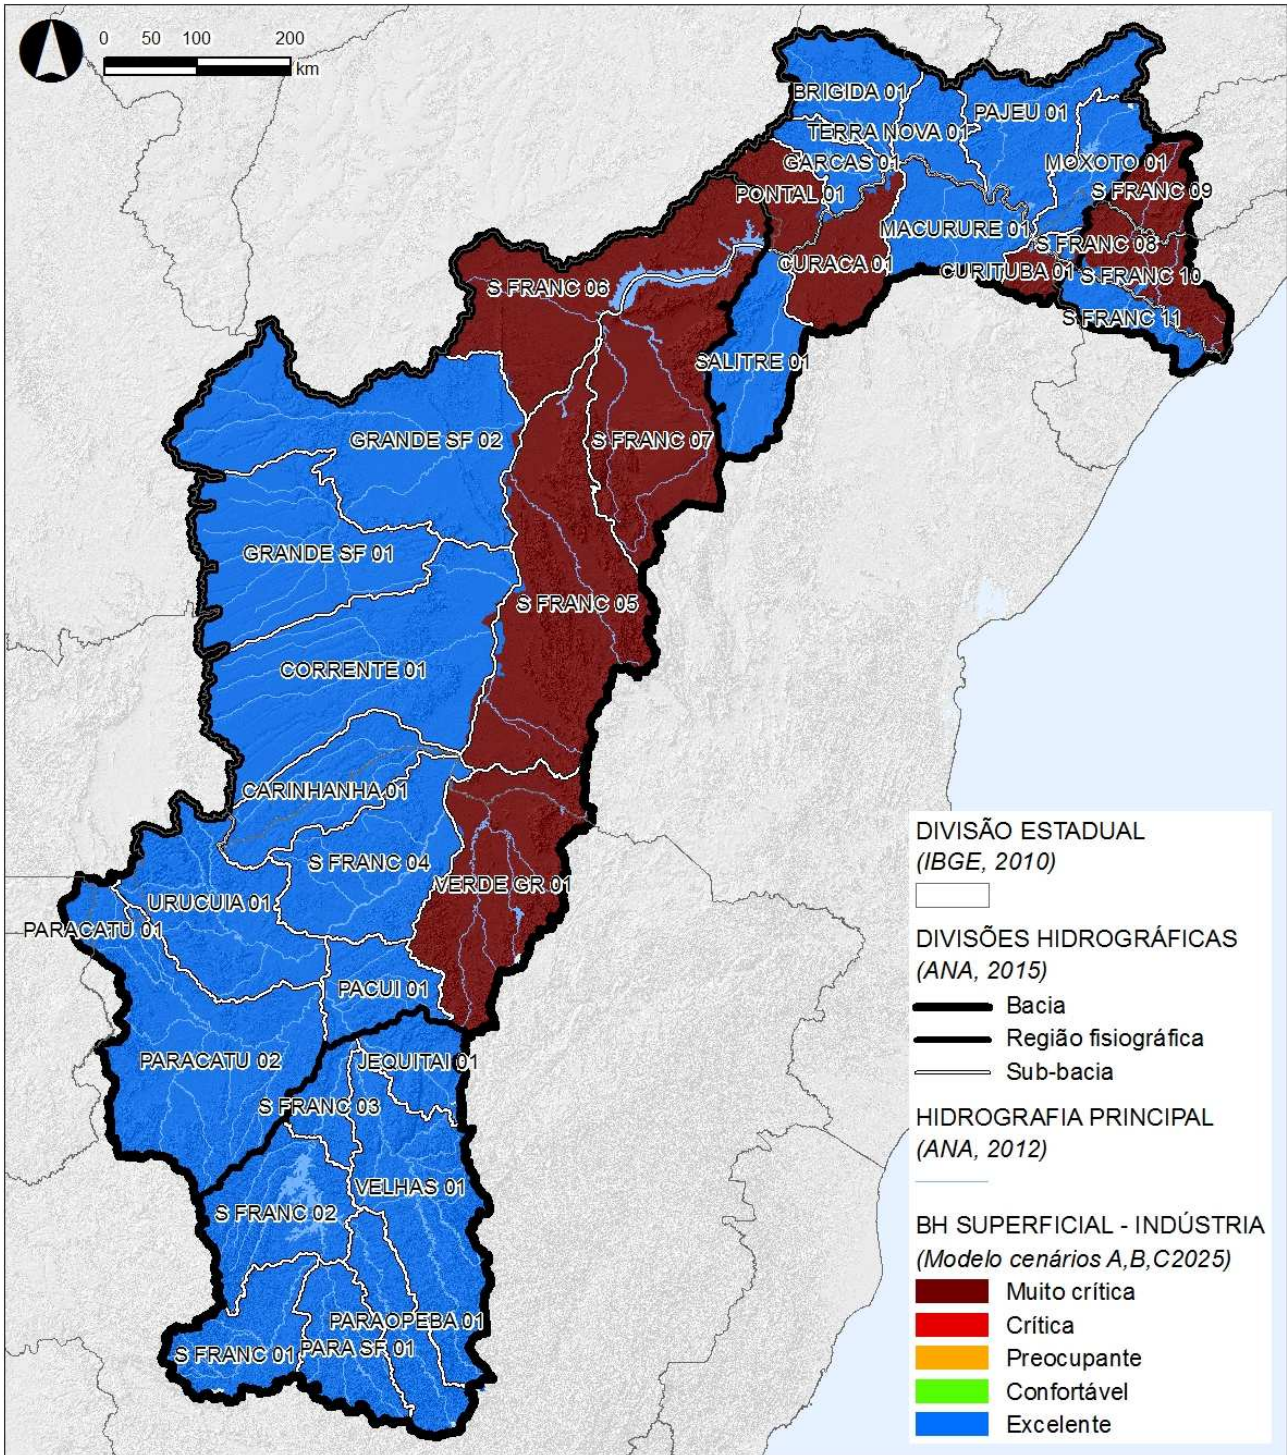 0 50 100 200
km
BRIGIDA 01
PAJEU 01
TERRA NOVA 01
GARCAS 01
MOXOTO 01
PONTAL 01
S FRANC 09
MACURURE 01
S FRANC 08
CURACA 01
CURITUBA 01
S FRANC 10
S FRANC 06
S FRANC 11
SALITRE 01
GRANDE SF 02
S FRANC 07
GRANDE SF 01
S FRANC 05
CORRENTE 01
CARINHANHA 01
S FRANC 04
VERDE GR 01
URUCUIA 01
PARACATU 01
PACUI 01
PARACATU 02
JEQUITAI 01
S FRANC 03
VELHAS 01
S FRANC 02
PARAOPEBA 01
PARA SF 01
S FRANC 01
DIVISÃO ESTADUAL
(IBGE, 2010)
DIVISÕES HIDROGRÁFICAS
(ANA, 2015)
Bacia
Região fisiográfica
Sub-bacia
HIDROGRAFIA PRINCIPAL
(ANA, 2012)
BH SUPERFICIAL - INDÚSTRIA
(Modelo cenários A,B,C2025)
Muito crítica
Crítica
Preocupante
Confortável
Excelente